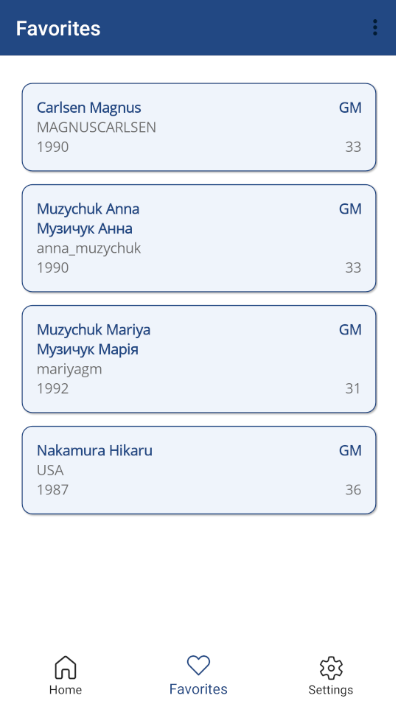 Favorites
Carlsen Magnus GM
MAGNUSCARLSEN
1990 33
Muzychuk Anna GM
Музичук Анна
anna_muzychuk
1990 33
Muzychuk Mariya GM
Музичук Марія
mariyagm
1992 31
Nakamura Hikaru GM
USA
1987 36
Home Favorites Settings